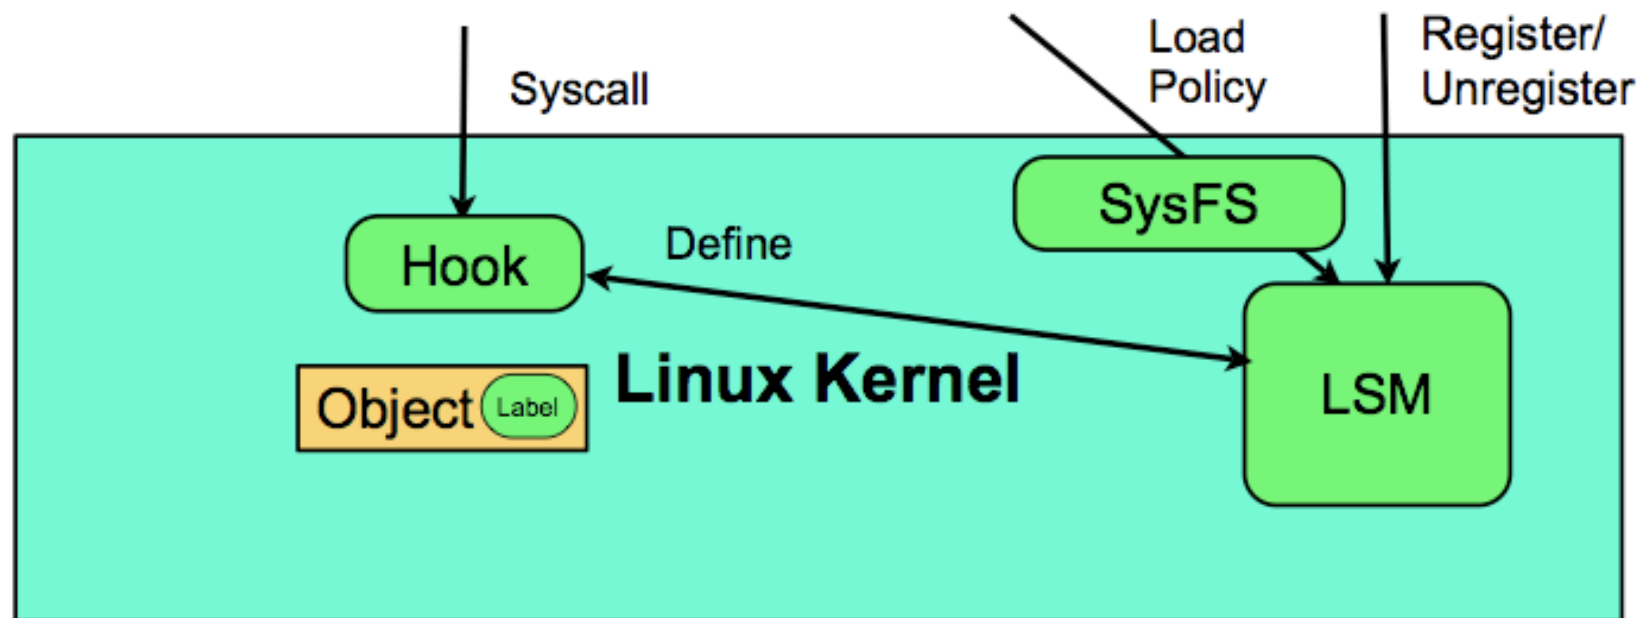 Syscall
Load
Policy
Register/
Unregister
SysFS
Hook
Define
Linux Kernel
Object
Label
LSM